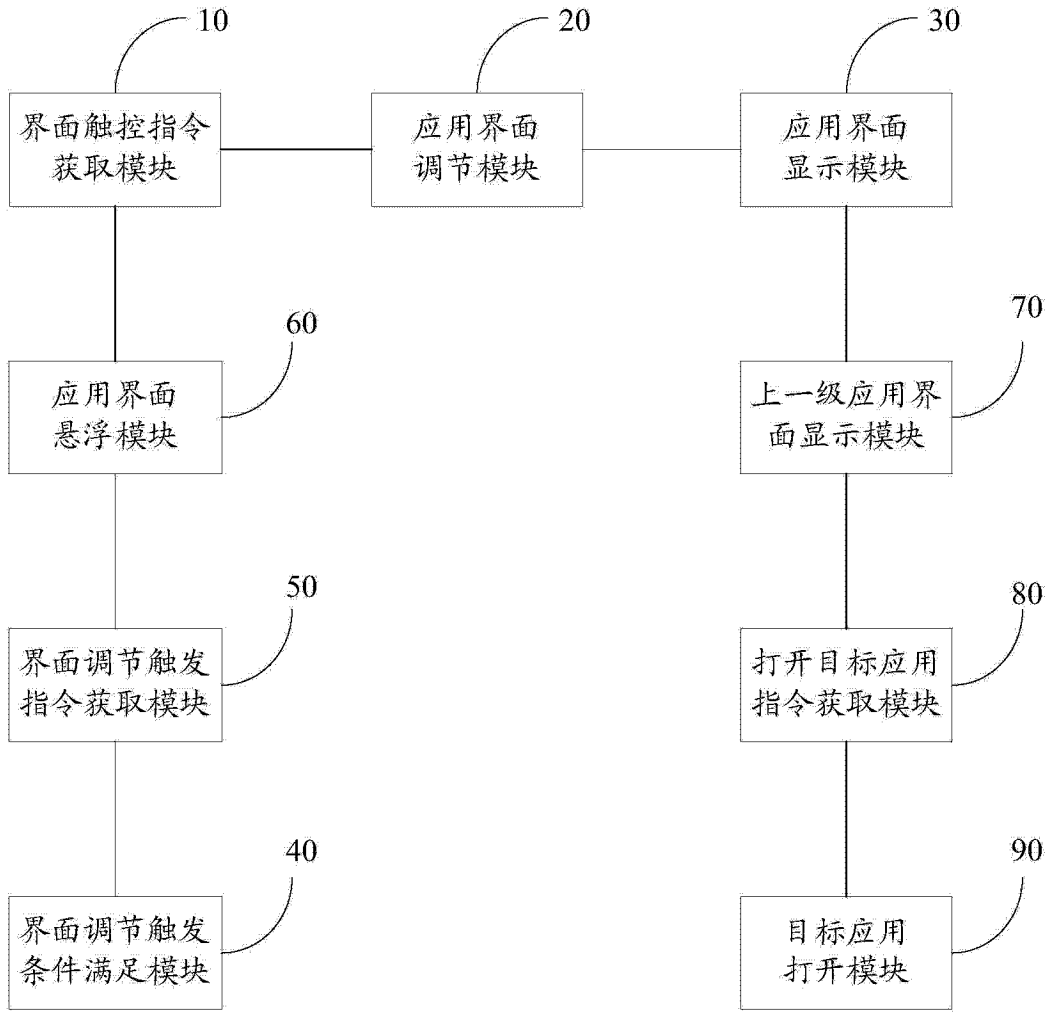 10
20
30
界面触控指令
获取模块
应用界面
调节模块
应用界面
显示模块
60
70
应用界面
悬浮模块
上一级应用界
面显示模块
50
80
界面调节触发
指令获取模块
打开目标应用
指令获取模块
40
90
界面调节触发
条件满足模块
目标应用
打开模块